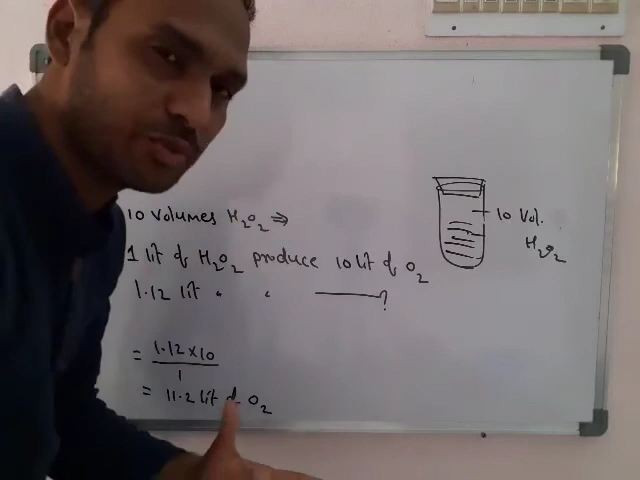 10 Volumes H₂O₂ ⇒
1 lit of H₂O₂ produce 10 lit of O₂
1.12 lit " " ——— ?
= 1.12 × 10
1
= 11.2 lit of O₂
10 Vol.
H₂O₂